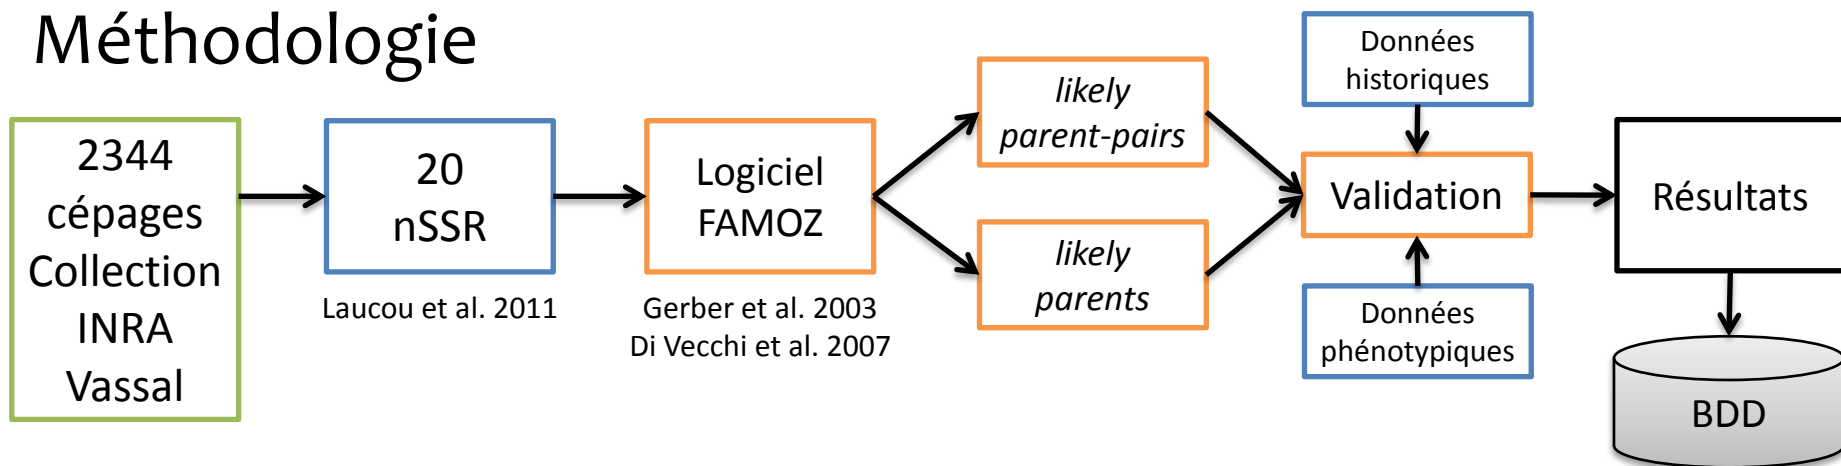 Méthodologie
2344
cépages
Collection
INRA
Vassal
20
nSSR
Laucou et al. 2011
Logiciel
FAMOZ
Gerber et al. 2003
Di Vecchi et al. 2007
likely
parent-pairs
likely
parents
Données
historiques
Validation
Données
phénotypiques
Résultats
BDD